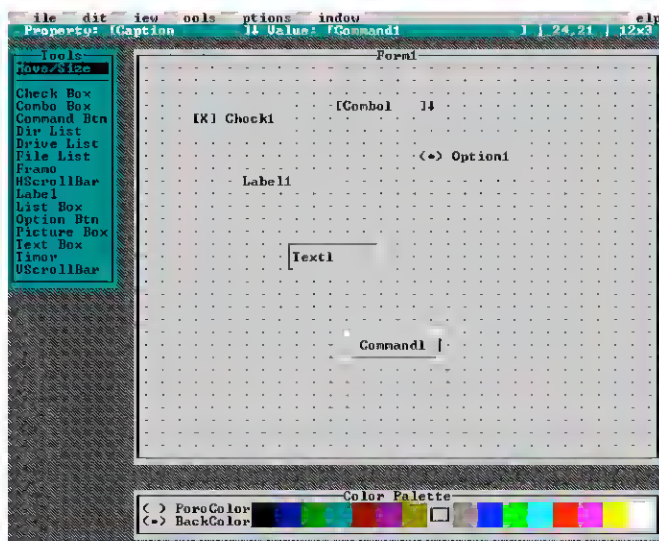 ile dit iew ools ptions indow elp
Property: [Caption ]↓ Value: [Command1 ] | 24,21 | 12x3
Tools
Move/Size
Check Box
Combo Box
Command Btn
Dir List
Drive List
File List
Frame
HScrollBar
Label
List Box
Option Btn
Picture Box
Text Box
Timer
VScrollBar
Form1
[Combo1 ]↓
[X] Check1
(•) Option1
Label1
Text1
Command1
Color Palette
( ) ForeColor
(•) BackColor